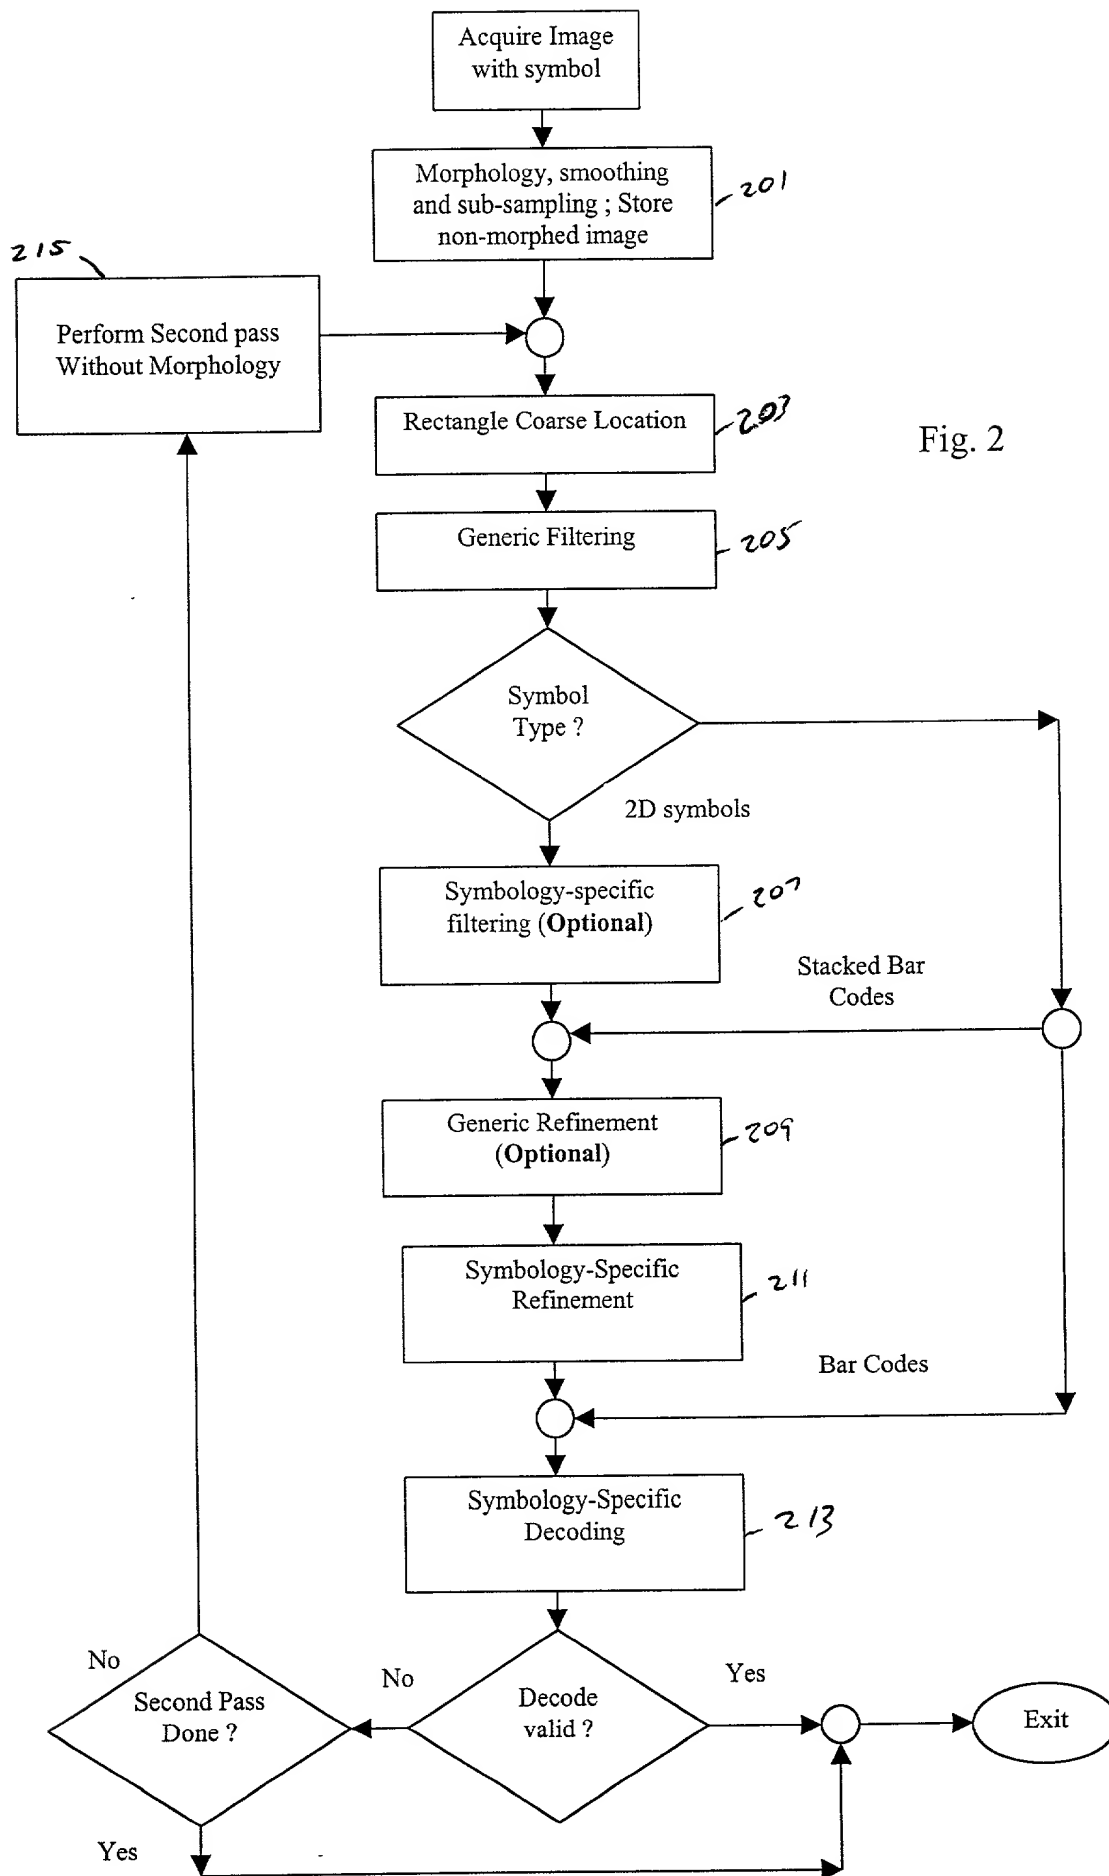 Acquire Image
with symbol
Morphology, smoothing
and sub-sampling ; Store
non-morphed image
201
215
Perform Second pass
Without Morphology
Rectangle Coarse Location
203
Fig. 2
Generic Filtering
205
Symbol
Type ?
2D symbols
Symbology-specific
filtering (Optional)
207
Stacked Bar
Codes
Generic Refinement
(Optional)
209
Symbology-Specific
Refinement
211
Bar Codes
Symbology-Specific
Decoding
213
No
Second Pass
Done ?
No
Decode
valid ?
Yes
Exit
Yes